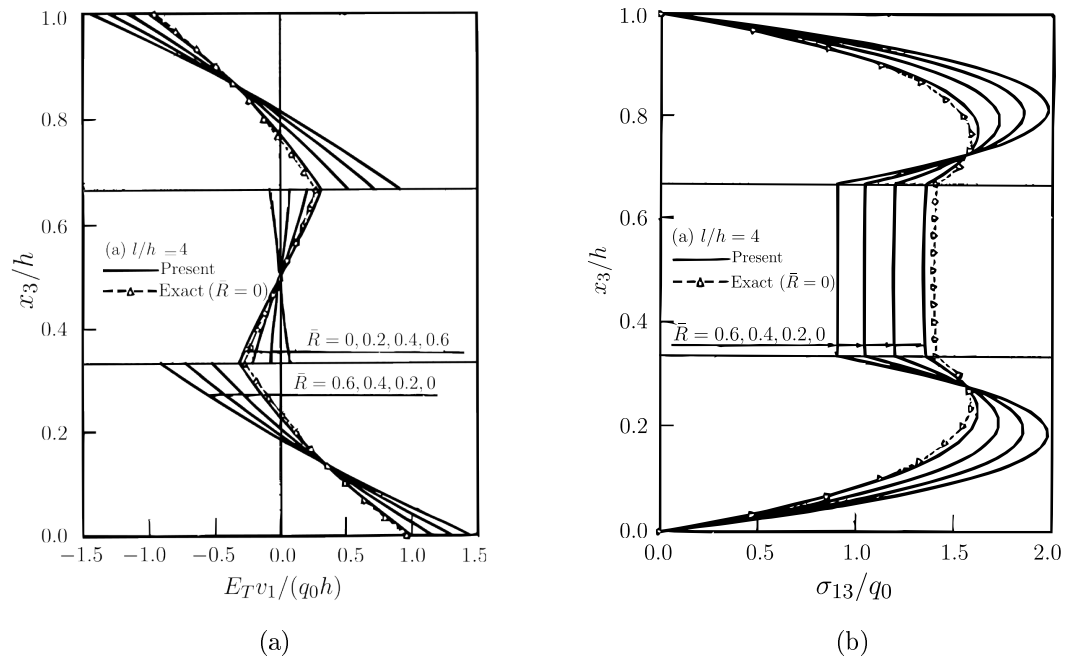 1.0
0.8
0.6
0.4
0.2
0.0
x₃/h
(a) l/h =4
Present
Exact (R = 0)
R̄ = 0, 0.2, 0.4, 0.6
R̄ = 0.6, 0.4, 0.2, 0
−1.5 −1.0 −0.5 0.0 0.5 1.0 1.5
E_T v₁/(q₀h)
(a)
1.0
0.8
0.6
0.4
0.2
0.0
x₃/h
(a) l/h = 4
Present
Exact (R̄ = 0)
R̄ = 0.6, 0.4, 0.2, 0
0.0 0.5 1.0 1.5 2.0
σ₁₃/q₀
(b)